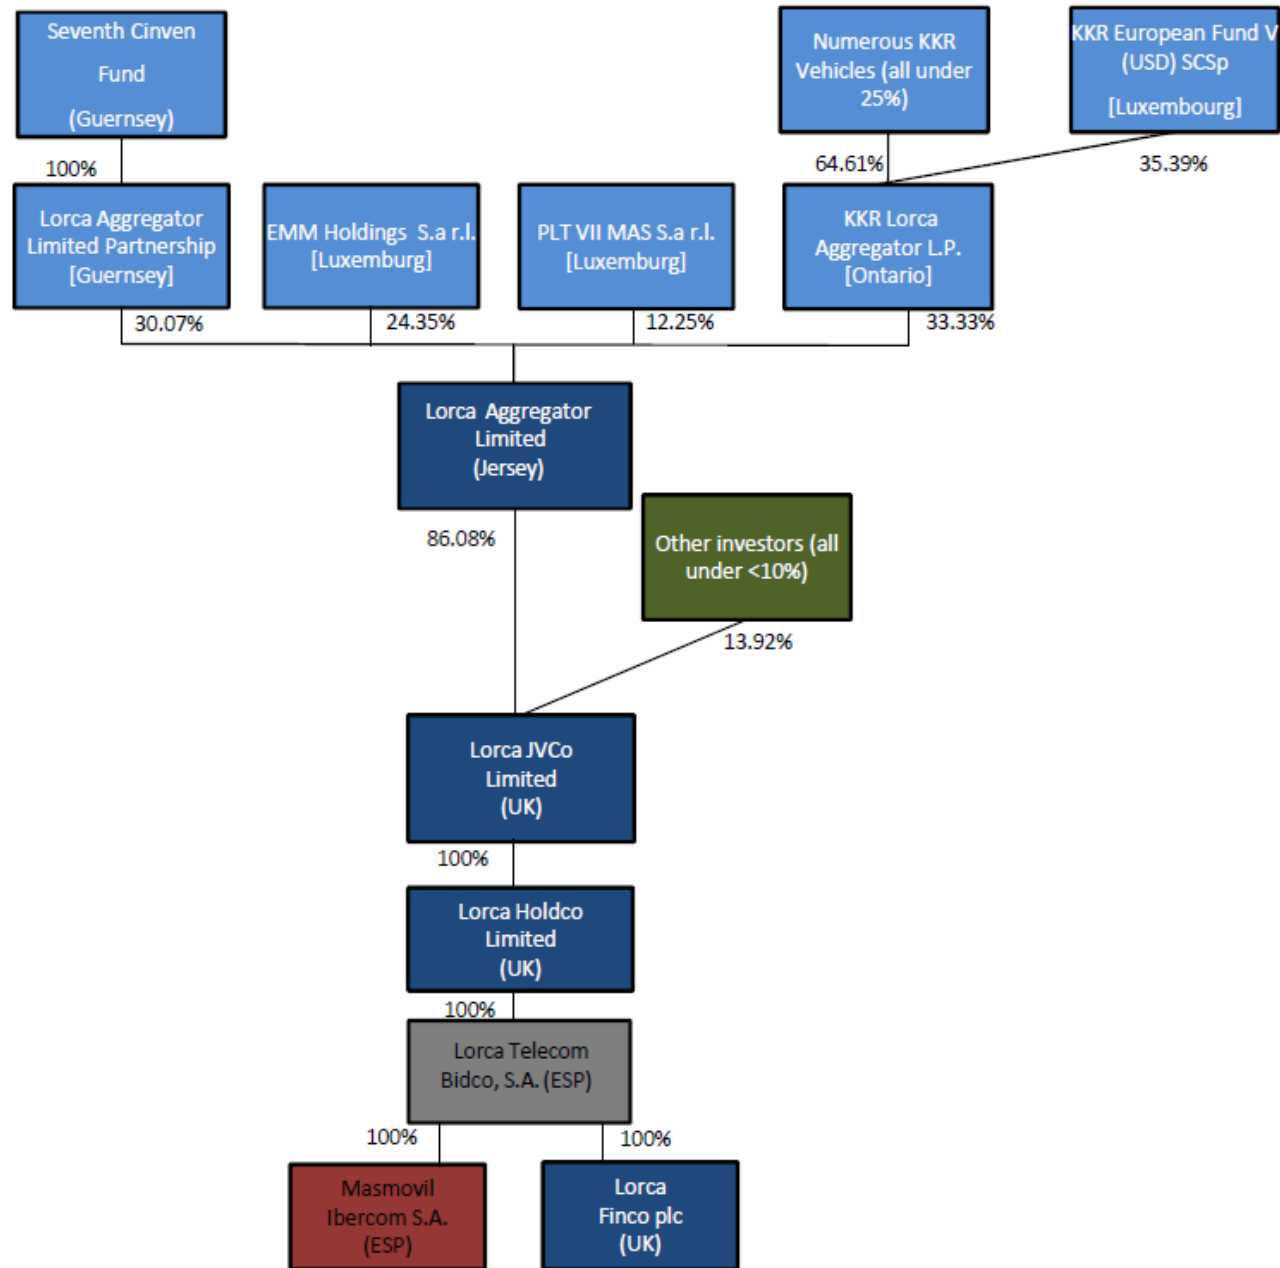 Seventh Cinven
Fund
(Guernsey)
Numerous KKR
Vehicles (all under
25%)
KKR European Fund V
(USD) SCSp
[Luxembourg]
100%
64.61%
35.39%
Lorca Aggregator
Limited Partnership
[Guernsey]
EMM Holdings S.a r.l.
[Luxemburg]
PLT VII MAS S.a r.l.
[Luxemburg]
KKR Lorca
Aggregator L.P.
[Ontario]
30.07%
24.35%
12.25%
33.33%
Lorca Aggregator
Limited
(Jersey)
86.08%
Other investors (all
under <10%)
13.92%
Lorca JVCo
Limited
(UK)
100%
Lorca Holdco
Limited
(UK)
100%
Lorca Telecom
Bidco, S.A. (ESP)
100%
100%
Masmovil
Ibercom S.A.
(ESP)
Lorca
Finco plc
(UK)